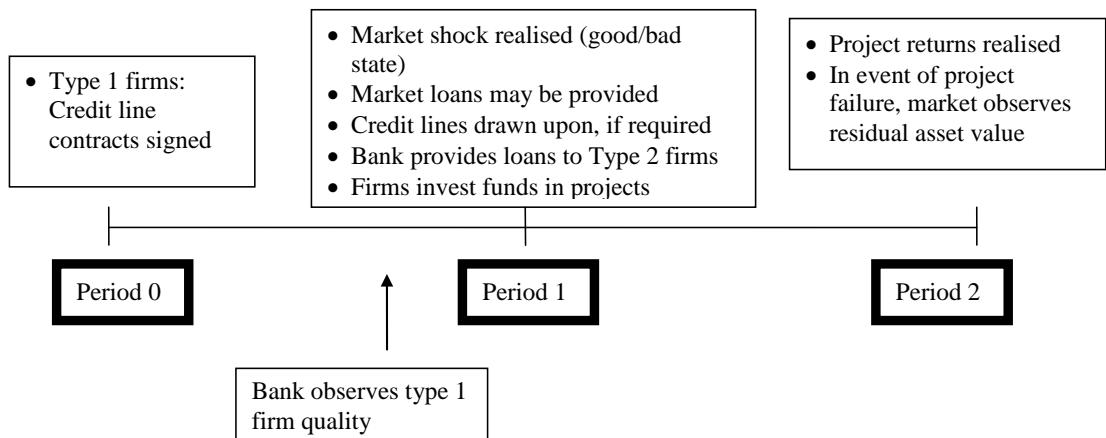 • Type 1 firms:
Credit line
contracts signed
• Market shock realised (good/bad
state)
• Market loans may be provided
• Credit lines drawn upon, if required
• Bank provides loans to Type 2 firms
• Firms invest funds in projects
• Project returns realised
• In event of project
failure, market observes
residual asset value
Period 0
Period 1
Period 2
Bank observes type 1
firm quality